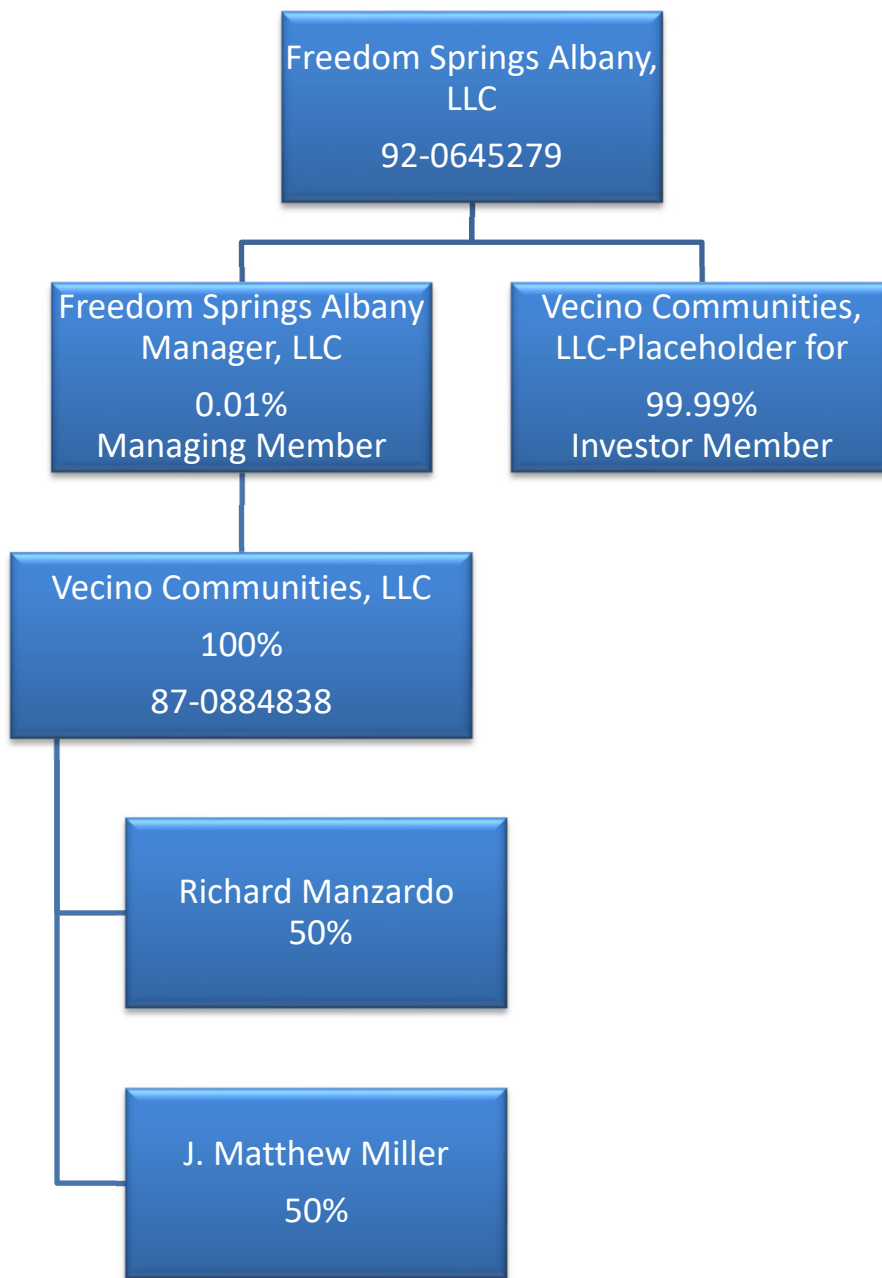 Freedom Springs Albany,
LLC
92-0645279
Freedom Springs Albany
Manager, LLC
0.01%
Managing Member
Vecino Communities,
LLC-Placeholder for
99.99%
Investor Member
Vecino Communities, LLC
100%
87-0884838
Richard Manzardo
50%
J. Matthew Miller
50%